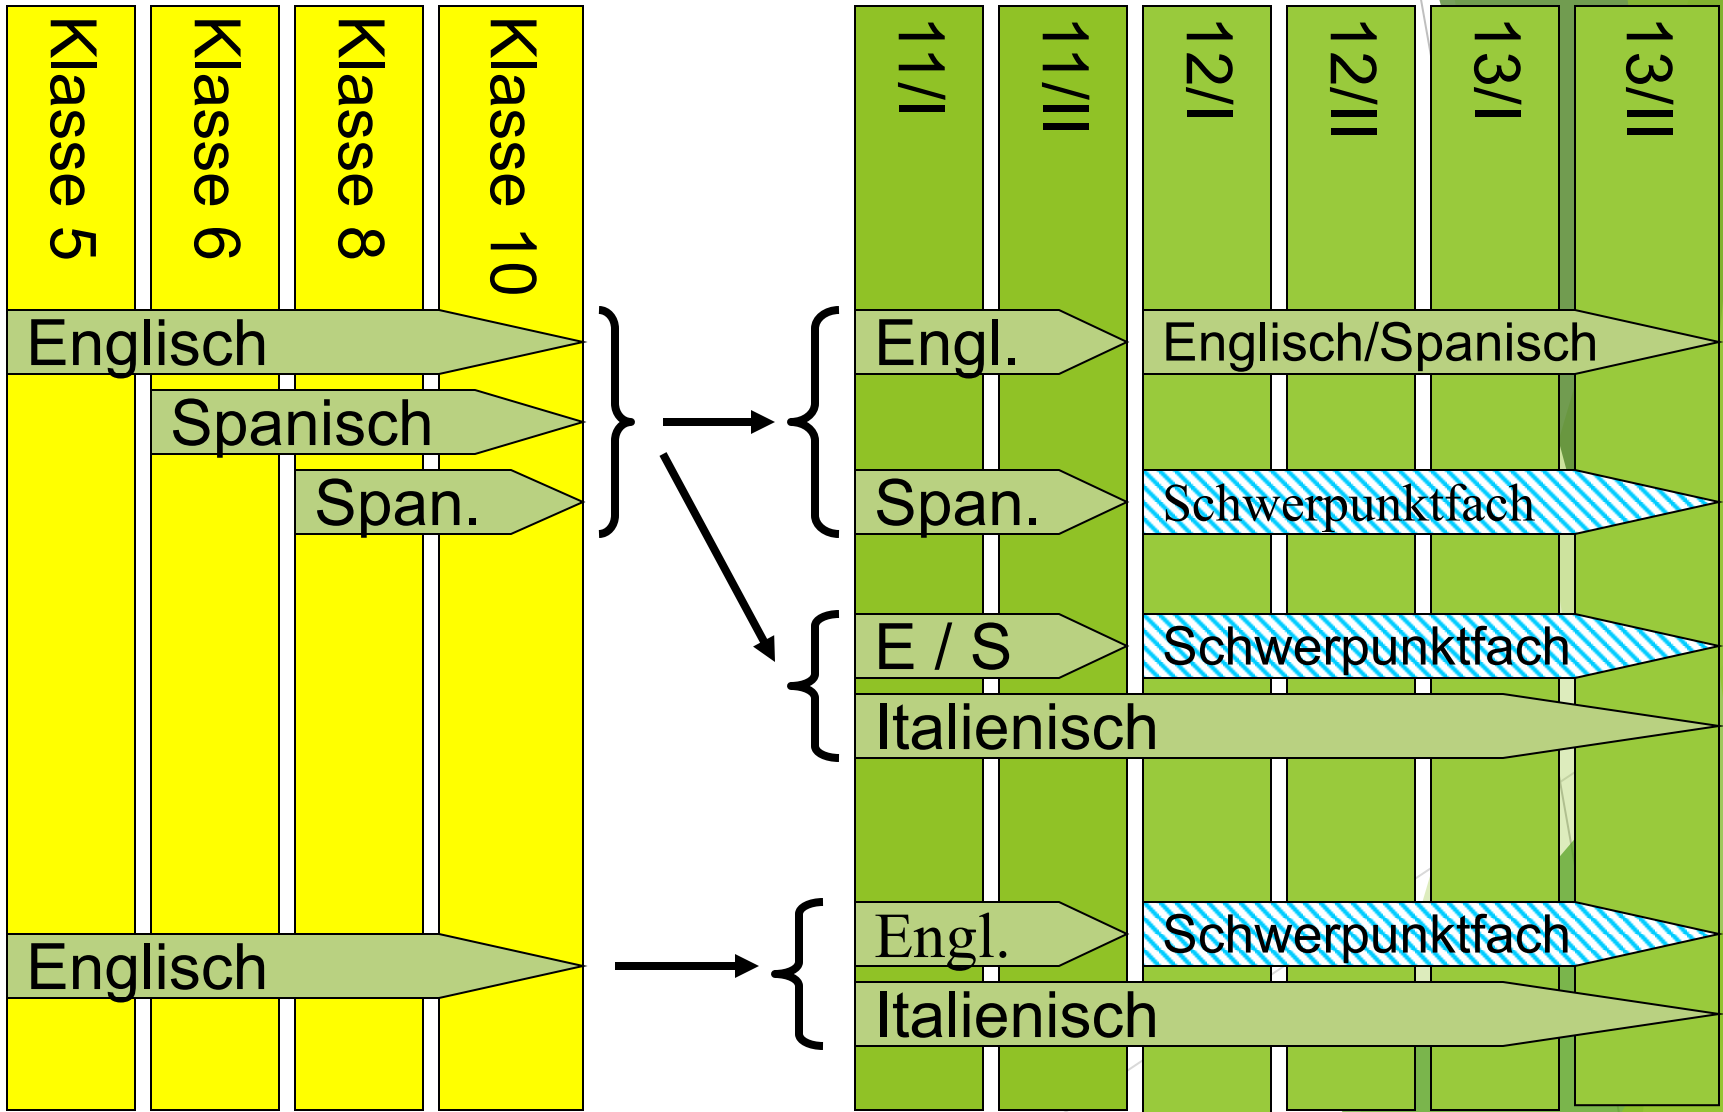 Klasse 5
Klasse 6
Klasse 8
Klasse 10
11/I
11/II
12/I
12/II
13/I
13/II
Englisch
Engl.
Englisch/Spanisch
Spanisch
Span.
Span.
Schwerpunktfach
E / S
Schwerpunktfach
Italienisch
Englisch
Engl.
Schwerpunktfach
Italienisch